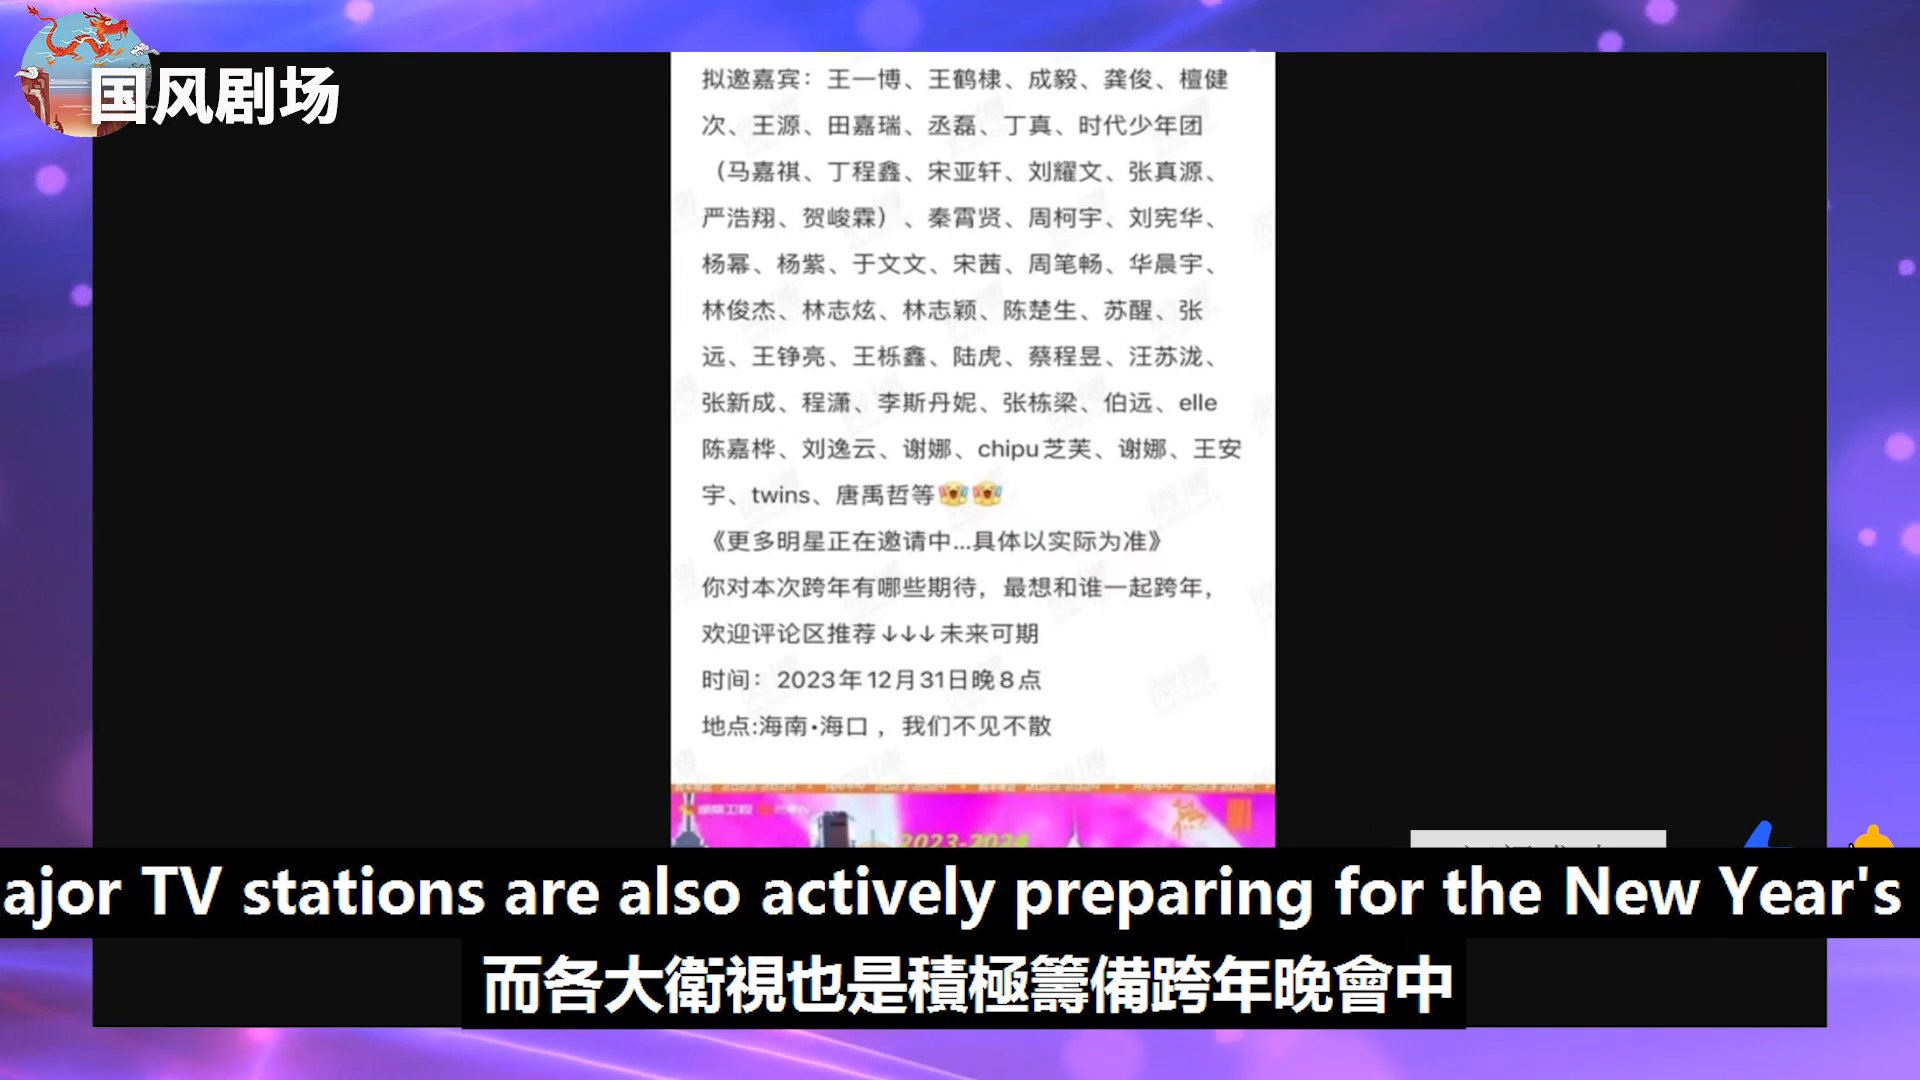 国风剧场
拟邀嘉宾：王一博、王鹤棣、成毅、龚俊、檀健
次、王源、田嘉瑞、丞磊、丁真、时代少年团
（马嘉祺、丁程鑫、宋亚轩、刘耀文、张真源、
严浩翔、贺峻霖）、秦霄贤、周柯宇、刘宪华、
杨幂、杨紫、于文文、宋茜、周笔畅、华晨宇、
林俊杰、林志炫、林志颖、陈楚生、苏醒、张
远、王铮亮、王栎鑫、陆虎、蔡程昱、汪苏泷、
张新成、程潇、李斯丹妮、张栋梁、伯远、elle
陈嘉桦、刘逸云、谢娜、chipu芝芙、谢娜、王安
宇、twins、唐禹哲等
《更多明星正在邀请中...具体以实际为准》
你对本次跨年有哪些期待，最想和谁一起跨年，
欢迎评论区推荐↓↓↓未来可期
时间：2023年12月31日晚8点
地点:海南·海口 ，我们不见不散
湖南卫视
2023-2024
ajor TV stations are also actively preparing for the New Year's
而各大衛視也是積極籌備跨年晚會中